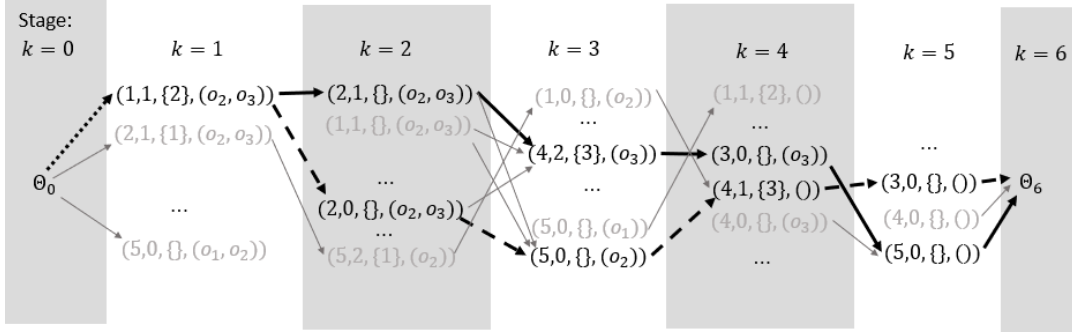 Stage:
k = 0
k = 1
k = 2
k = 3
k = 4
k = 5
k = 6
Θ₀
(1,1,{2},(o₂,o₃))
(2,1,{1},(o₂,o₃))
...
(5,0,{},(o₁,o₂))
(2,1,{},(o₂,o₃))
(1,1,{},(o₂,o₃))
...
(2,0,{},(o₂,o₃))
...
(5,2,{1},(o₂))
(1,0,{},(o₂))
...
(4,2,{3},(o₃))
...
(5,0,{},(o₁))
(5,0,{},(o₂))
(1,1,{2},())
...
(3,0,{},(o₃))
(4,1,{3},())
(4,0,{},(o₃))
...
...
(3,0,{},())
(4,0,{},())
(5,0,{},())
Θ₆